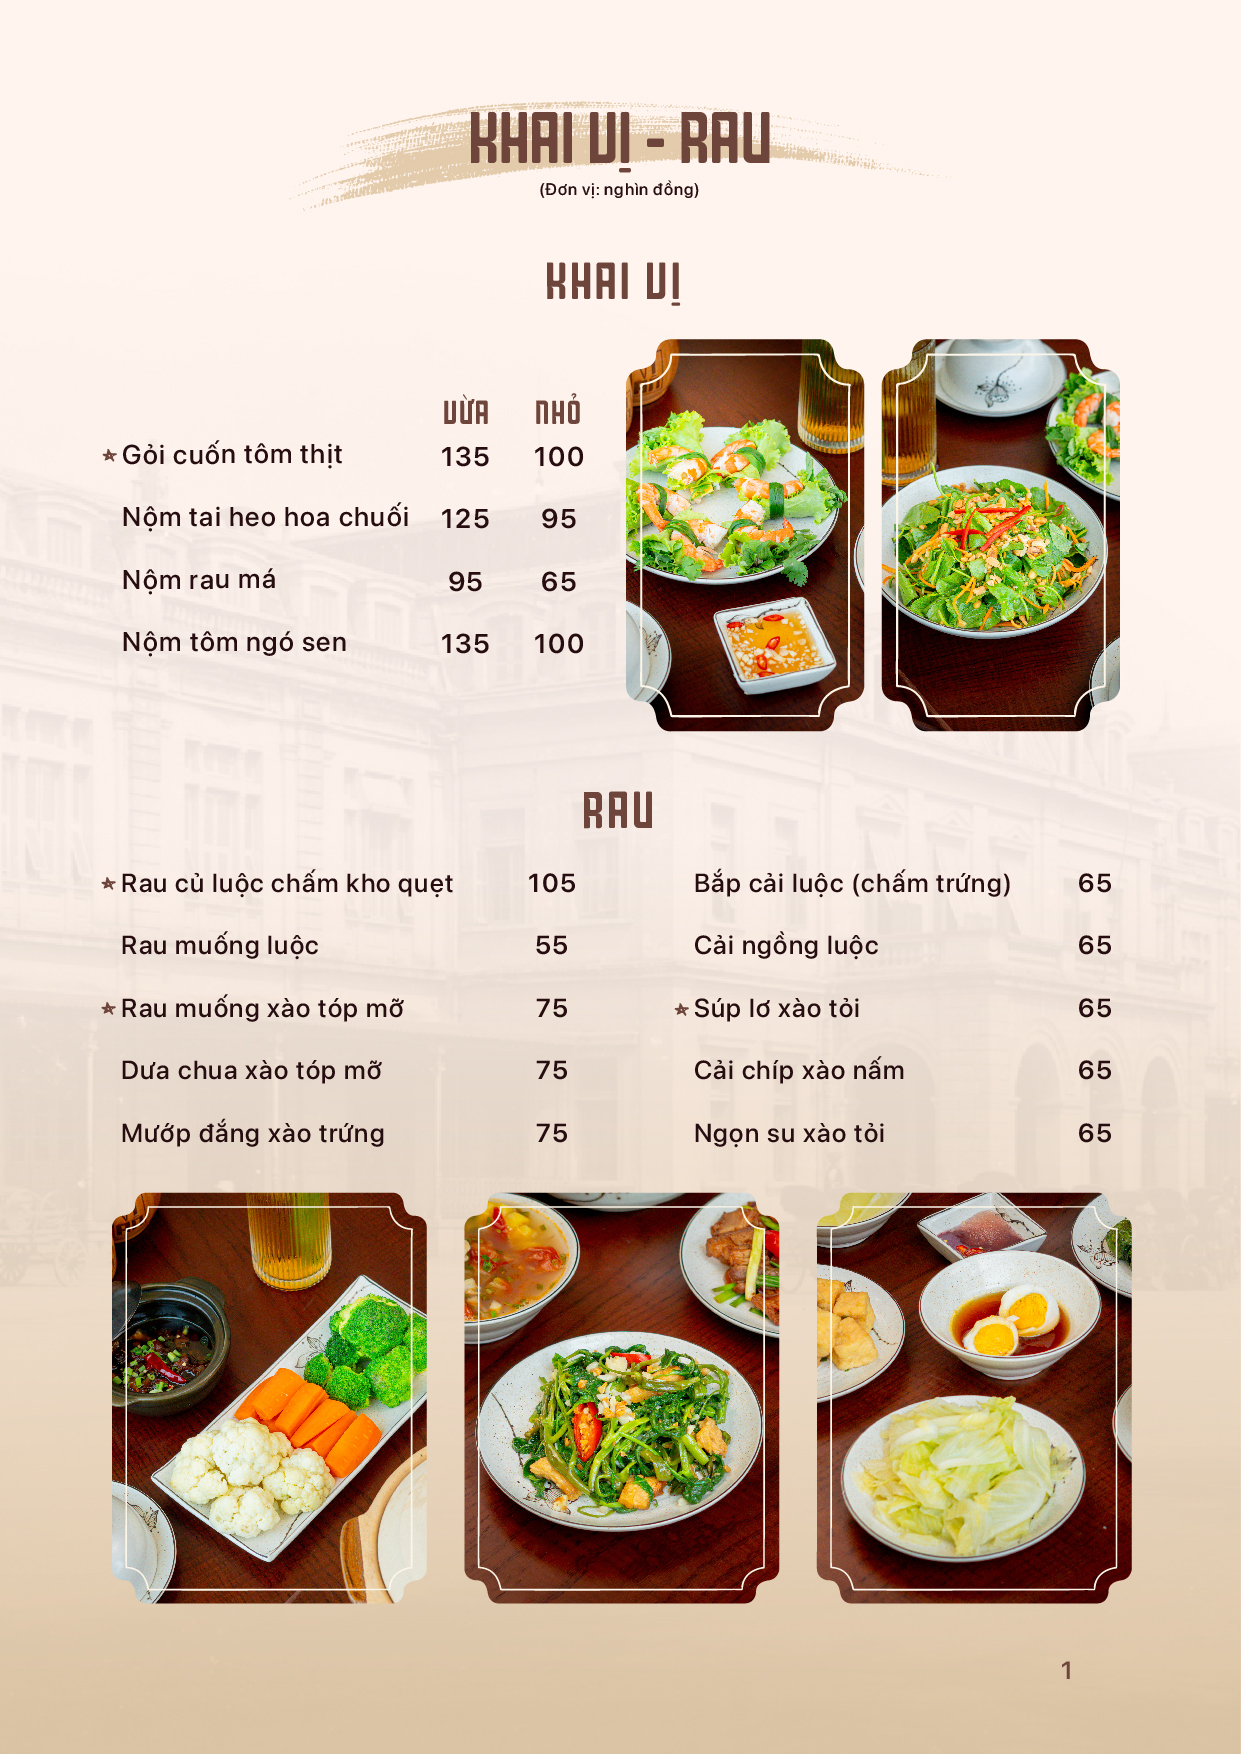 KHAI VỊ - RAU
(Đơn vị: nghìn đồng)
KHAI VỊ
VỪA NHỎ
Gỏi cuốn tôm thịt 135 100
Nộm tai heo hoa chuối 125 95
Nộm rau má 95 65
Nộm tôm ngó sen 135 100
RAU
Rau củ luộc chấm kho quẹt 105
Rau muống luộc 55
Rau muống xào tóp mỡ 75
Dưa chua xào tóp mỡ 75
Mướp đắng xào trứng 75
Bắp cải luộc (chấm trứng) 65
Cải ngồng luộc 65
Súp lơ xào tỏi 65
Cải chíp xào nấm 65
Ngọn su xào tỏi 65
1